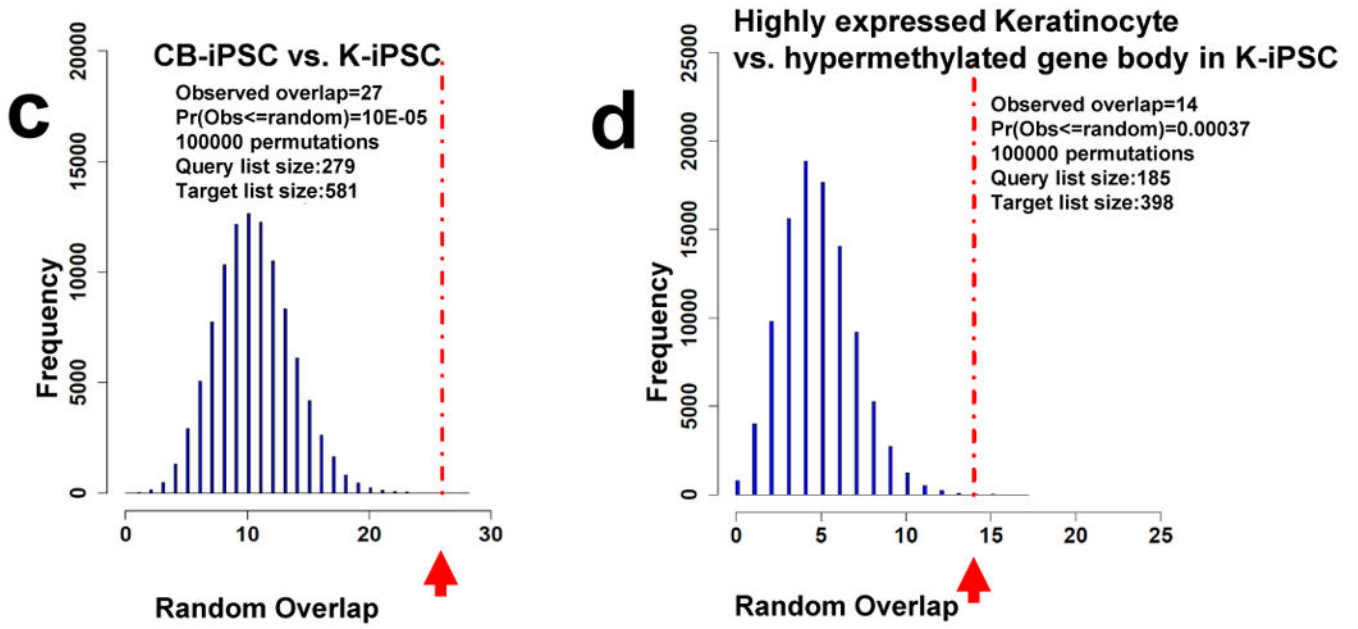 c
CB-iPSC vs. K-iPSC
Observed overlap=27
Pr(Obs<=random)=10E-05
100000 permutations
Query list size:279
Target list size:581
Frequency
20000
15000
10000
5000
0
0 10 20 30
Random Overlap
d
Highly expressed Keratinocyte
vs. hypermethylated gene body in K-iPSC
Observed overlap=14
Pr(Obs<=random)=0.00037
100000 permutations
Query list size:185
Target list size:398
Frequency
25000
20000
15000
10000
5000
0
0 5 10 15 20 25
Random Overlap